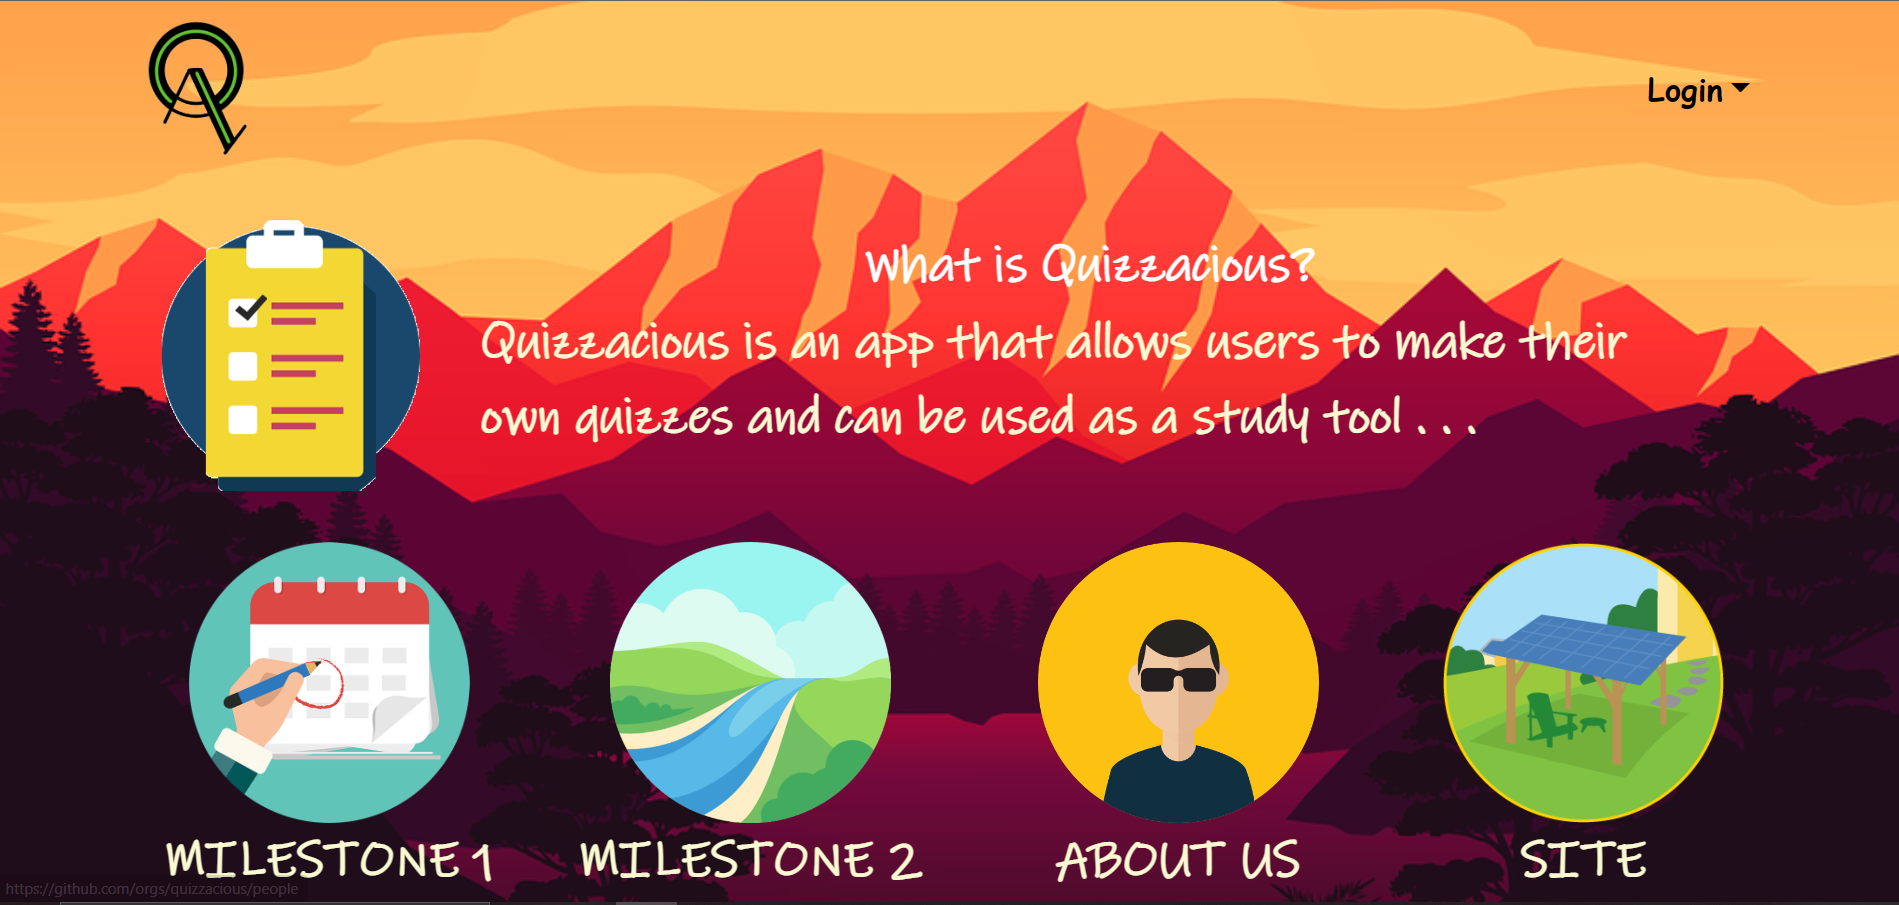 Login
What is Quizzacious?
Quizzacious is an app that allows users to make their
own quizzes and can be used as a study tool . . .
MILESTONE 1
MILESTONE 2
ABOUT US
SITE
https://github.com/orgs/quizzacious/people